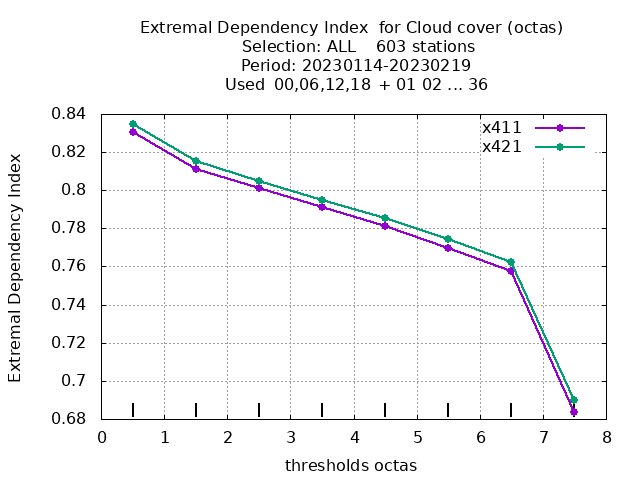 Extremal Dependency Index  for Cloud cover (octas)
Selection: ALL    603 stations
Period: 20230114-20230219
Used  00,06,12,18  + 01 02 ... 36
x411
x421
Extremal Dependency Index
0.84
0.82
0.8
0.78
0.76
0.74
0.72
0.7
0.68
0 1 2 3 4 5 6 7 8
thresholds octas